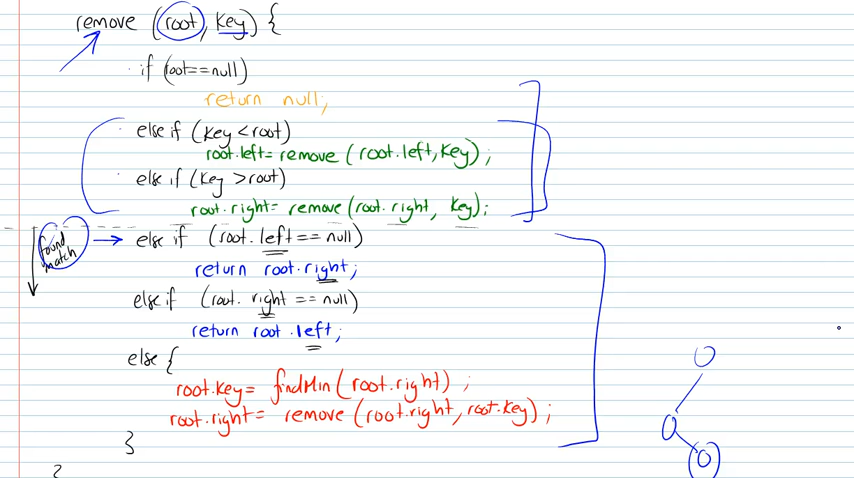 remove (root, key) {
if (root==null)
return null;
else if (key < root)
root.left= remove (root.left, key) ;
else if (key >root)
root.right= remove (root.right, key);
found match
else if (root.left == null)
return root.right;
else if (root. right == null)
return root.left;
else {
root.key= findMin (root.right) ;
root.right= remove (root.right, root.key) ;
}
}